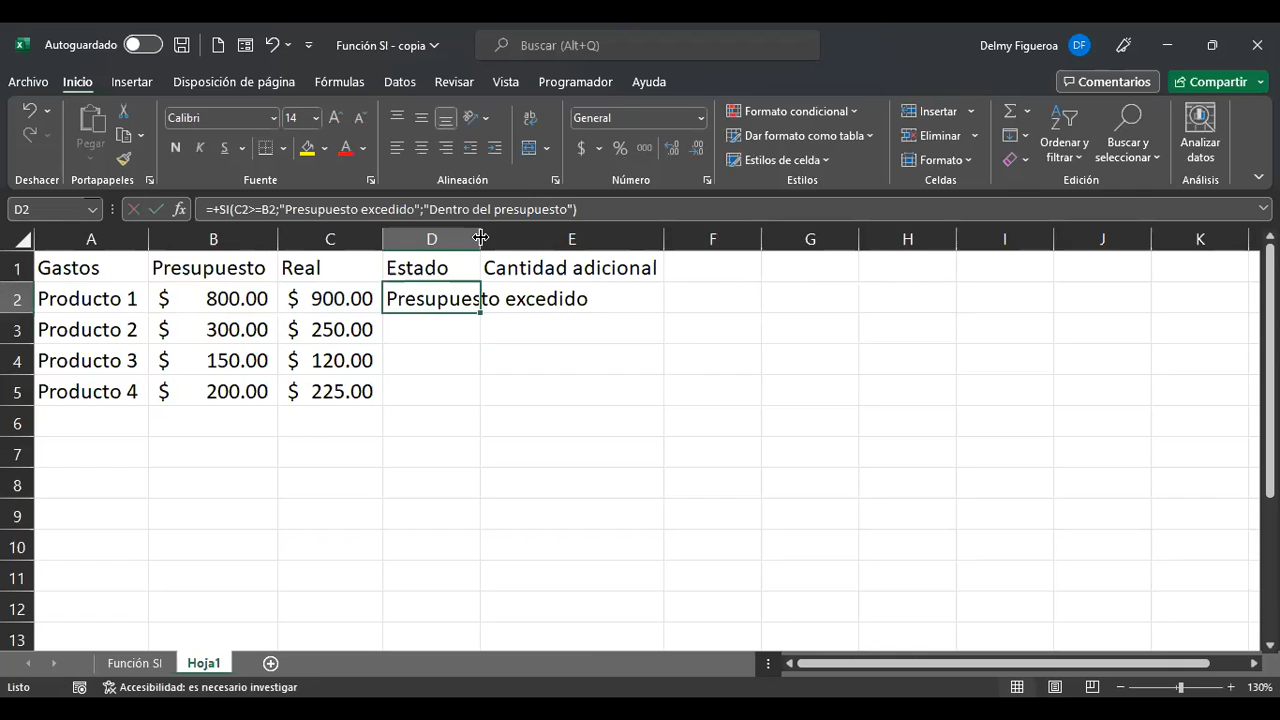 Autoguardado Función SI - copia Buscar (Alt+Q) Delmy Figueroa DF
Archivo Inicio Insertar Disposición de página Fórmulas Datos Revisar Vista Programador Ayuda Comentarios Compartir
Pegar Calibri 14 General Formato condicional Insertar
N K S $ % 000 Dar formato como tabla Eliminar Ordenar y filtrar Buscar y seleccionar Analizar datos
Estilos de celda Formato
Deshacer Portapapeles Fuente Alineación Número Estilos Celdas Edición Análisis
D2 fx =+SI(C2>=B2;"Presupuesto excedido";"Dentro del presupuesto")
A B C D E F G H I J K
1 Gastos Presupuesto Real Estado Cantidad adicional
2 Producto 1 $ 800.00 $ 900.00 Presupuesto excedido
3 Producto 2 $ 300.00 $ 250.00
4 Producto 3 $ 150.00 $ 120.00
5 Producto 4 $ 200.00 $ 225.00
6
7
8
9
10
11
12
13
Función SI Hoja1
Listo Accesibilidad: es necesario investigar 130%